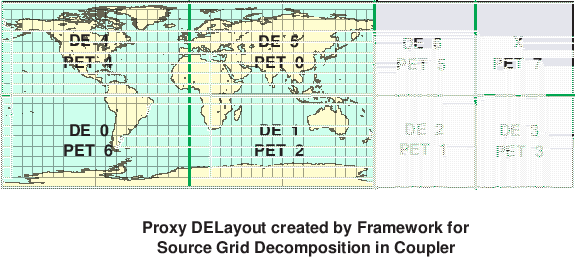 DE 4
PET 4
DE 5
PET 0
DE 6
PET 5
X
PET 7
DE 0
PET 6
DE 1
PET 2
DE 2
PET 1
DE 3
PET 3
Proxy DELayout created by Framework for
Source Grid Decomposition in Coupler